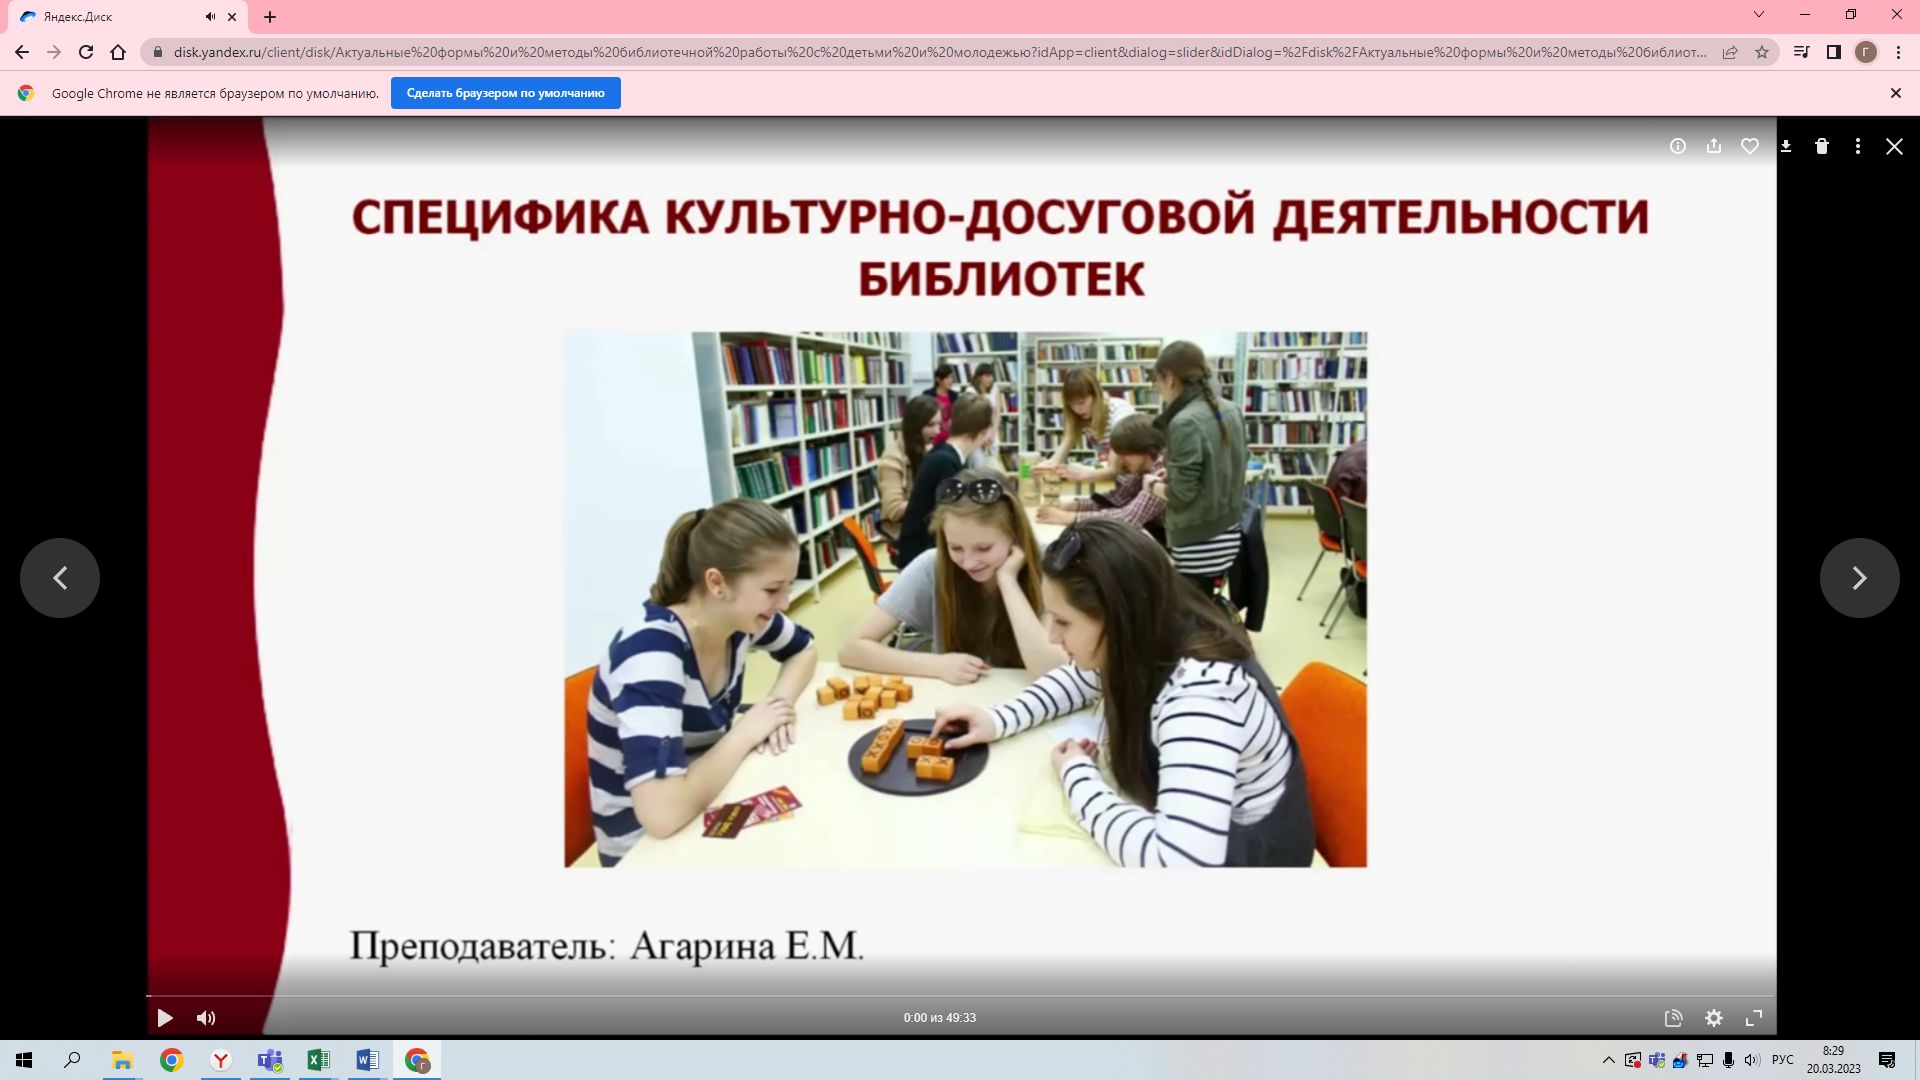 Яндекс.Диск
disk.yandex.ru/client/disk/Актуальные%20формы%20и%20методы%20библиотечной%20работы%20с%20детьми%20и%20молодежью?idApp=client&dialog=slider&idDialog=%2Fdisk%2FАктуальные%20формы%20и%20методы%20библиот...
Г
Google Chrome не является браузером по умолчанию.
Сделать браузером по умолчанию
СПЕЦИФИКА КУЛЬТУРНО-ДОСУГОВОЙ ДЕЯТЕЛЬНОСТИ
БИБЛИОТЕК
Преподаватель: Агарина Е.М.
0:00 из 49:33
РУС
8:29
20.03.2023